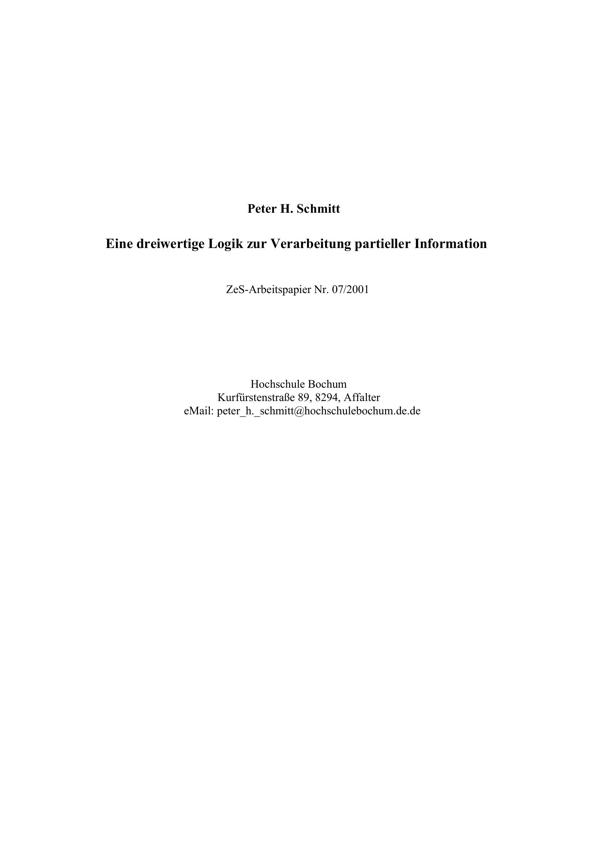 Peter H. Schmitt
Eine dreiwertige Logik zur Verarbeitung partieller Information
ZeS-Arbeitspapier Nr. 07/2001
Hochschule Bochum
Kurfürstenstraße 89, 8294, Affalter
eMail: peter_h._schmitt@hochschulebochum.de.de